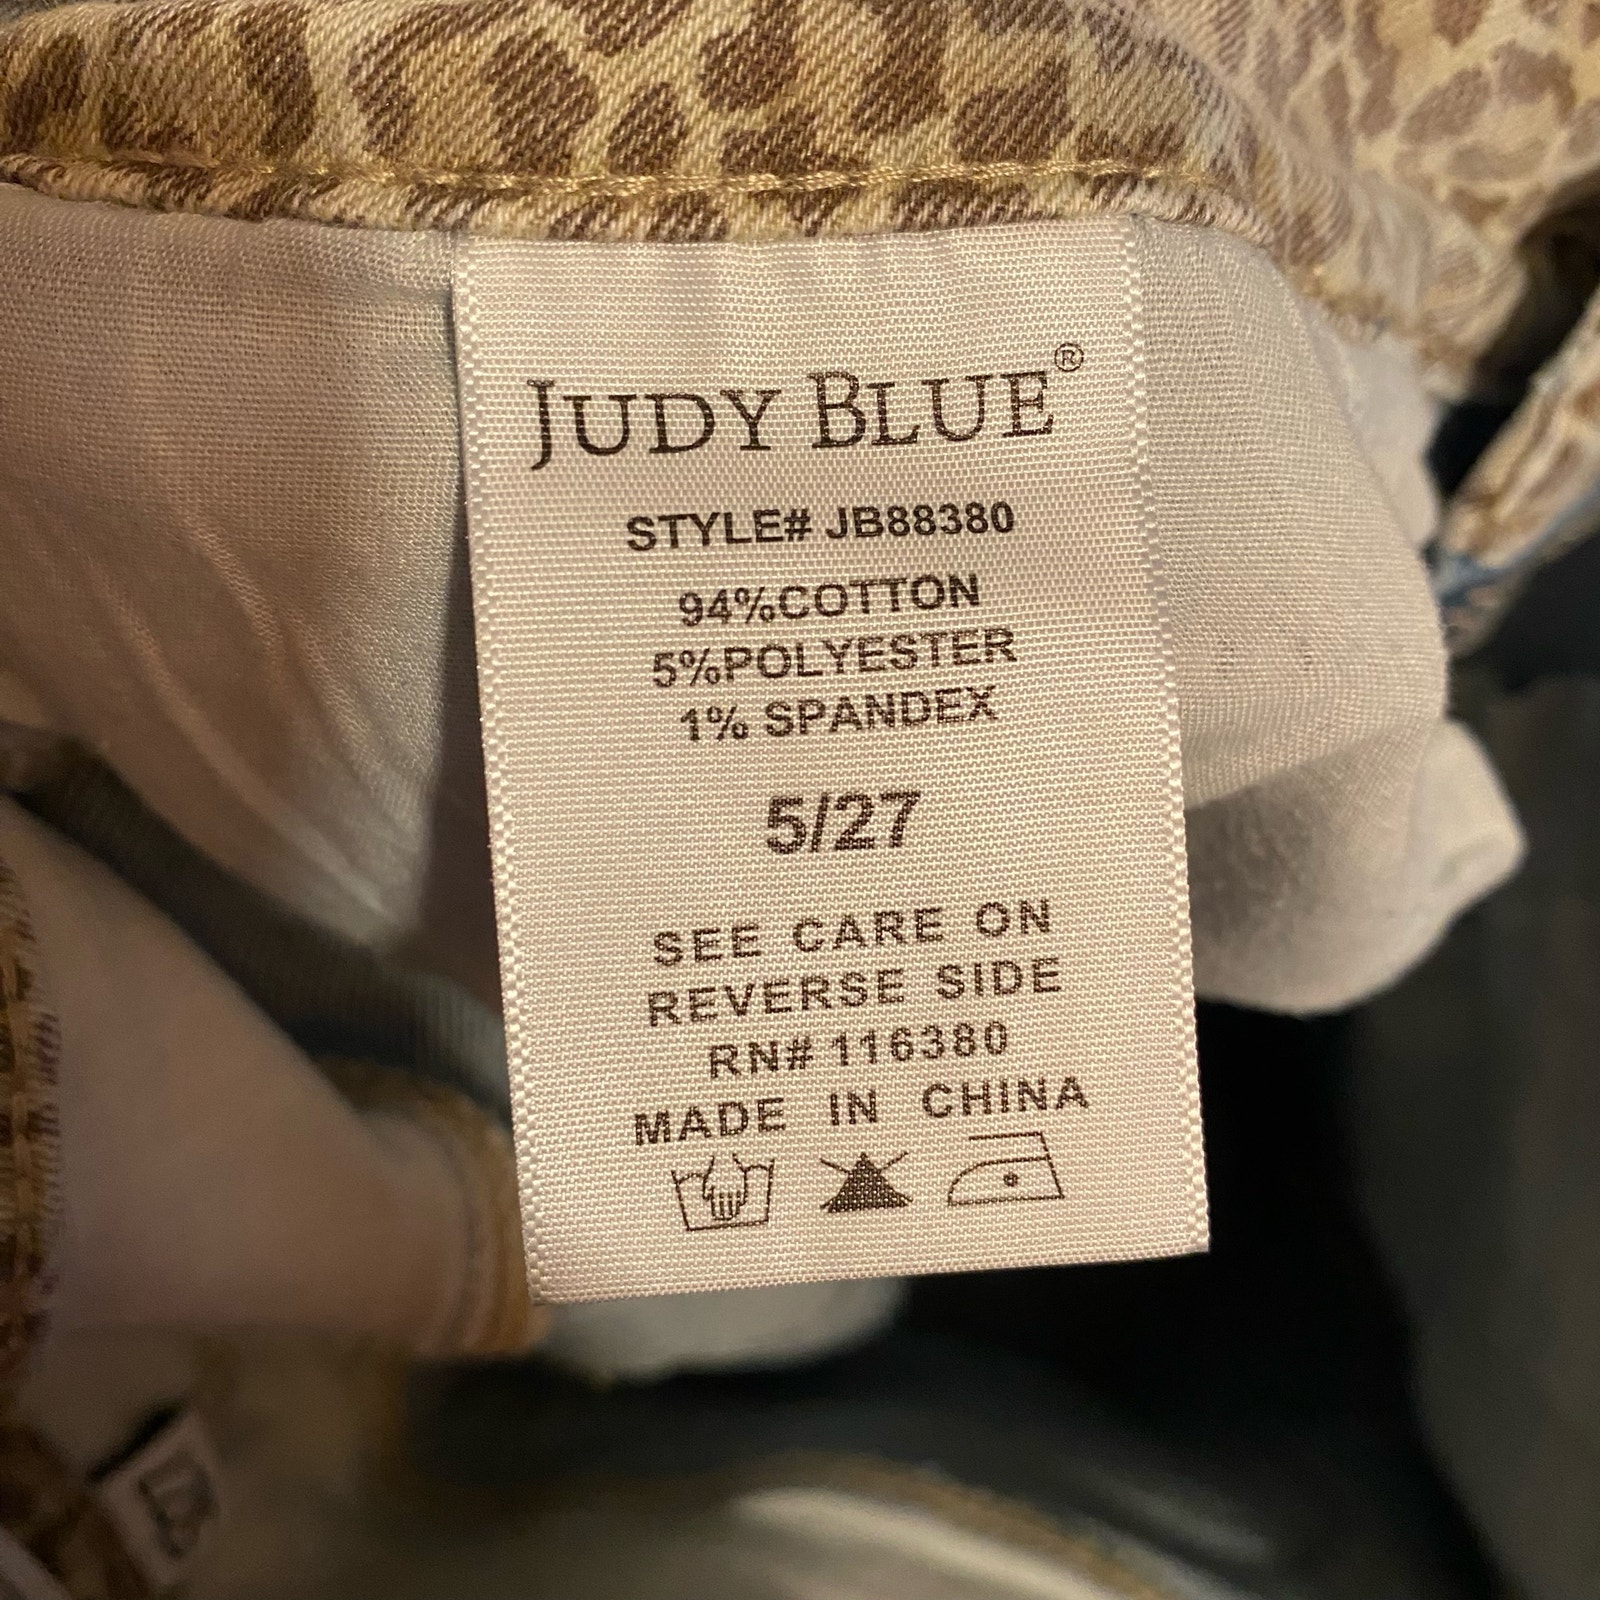 JUDY BLUE®
STYLE# JB88380
94%COTTON
5%POLYESTER
1% SPANDEX
5/27
SEE CARE ON
REVERSE SIDE
RN# 116380
MADE IN CHINA